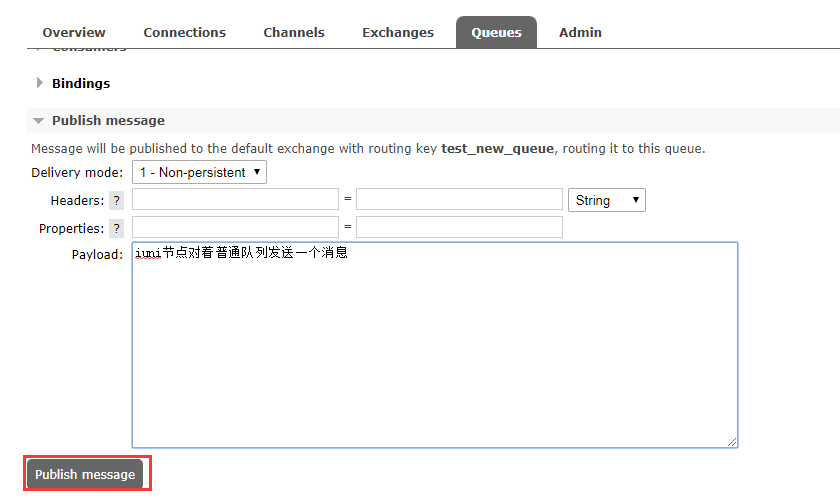 Overview Connections Channels Exchanges Queues Admin
Consumers
Bindings
Publish message
Message will be published to the default exchange with routing key test_new_queue, routing it to this queue.
Delivery mode: 1 - Non-persistent
Headers: ? = String
Properties: ? =
Payload: iuni节点对着普通队列发送一个消息
Publish message